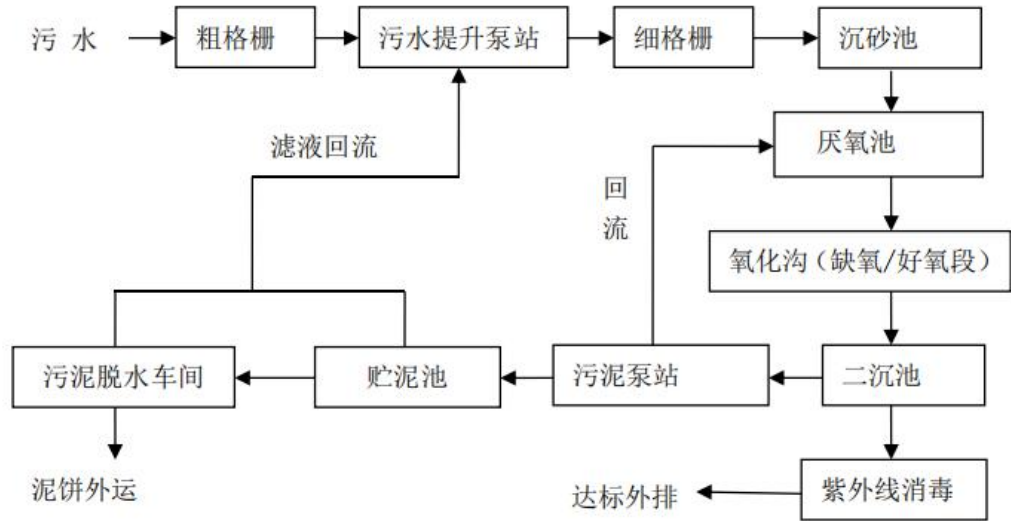 污 水
粗格栅
污水提升泵站
细格栅
沉砂池
滤液回流
厌氧池
回
流
氧化沟（缺氧/好氧段）
污泥脱水车间
贮泥池
污泥泵站
二沉池
泥饼外运
达标外排
紫外线消毒